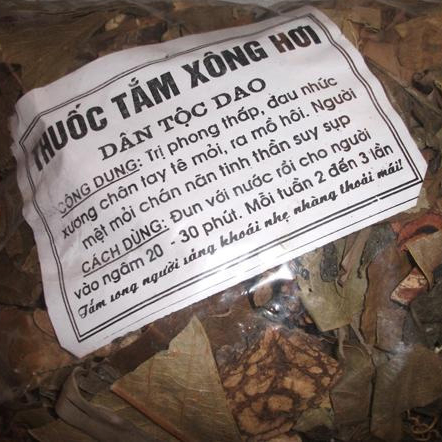 THUỐC TẮM XÔNG HƠI
DÂN TỘC DAO
CÔNG DỤNG: Trị phong thấp, đau nhức
xương chân tay tê mỏi, ra mồ hôi. Người
mệt mỏi chán nãn tinh thần suy sụp
CÁCH DÙNG: Đun với nước rồi cho người
vào ngâm 20 - 30 phút. Mỗi tuần 2 đến 3 lần
Tắm song người sảng khoái nhẹ nhàng thoải mái!